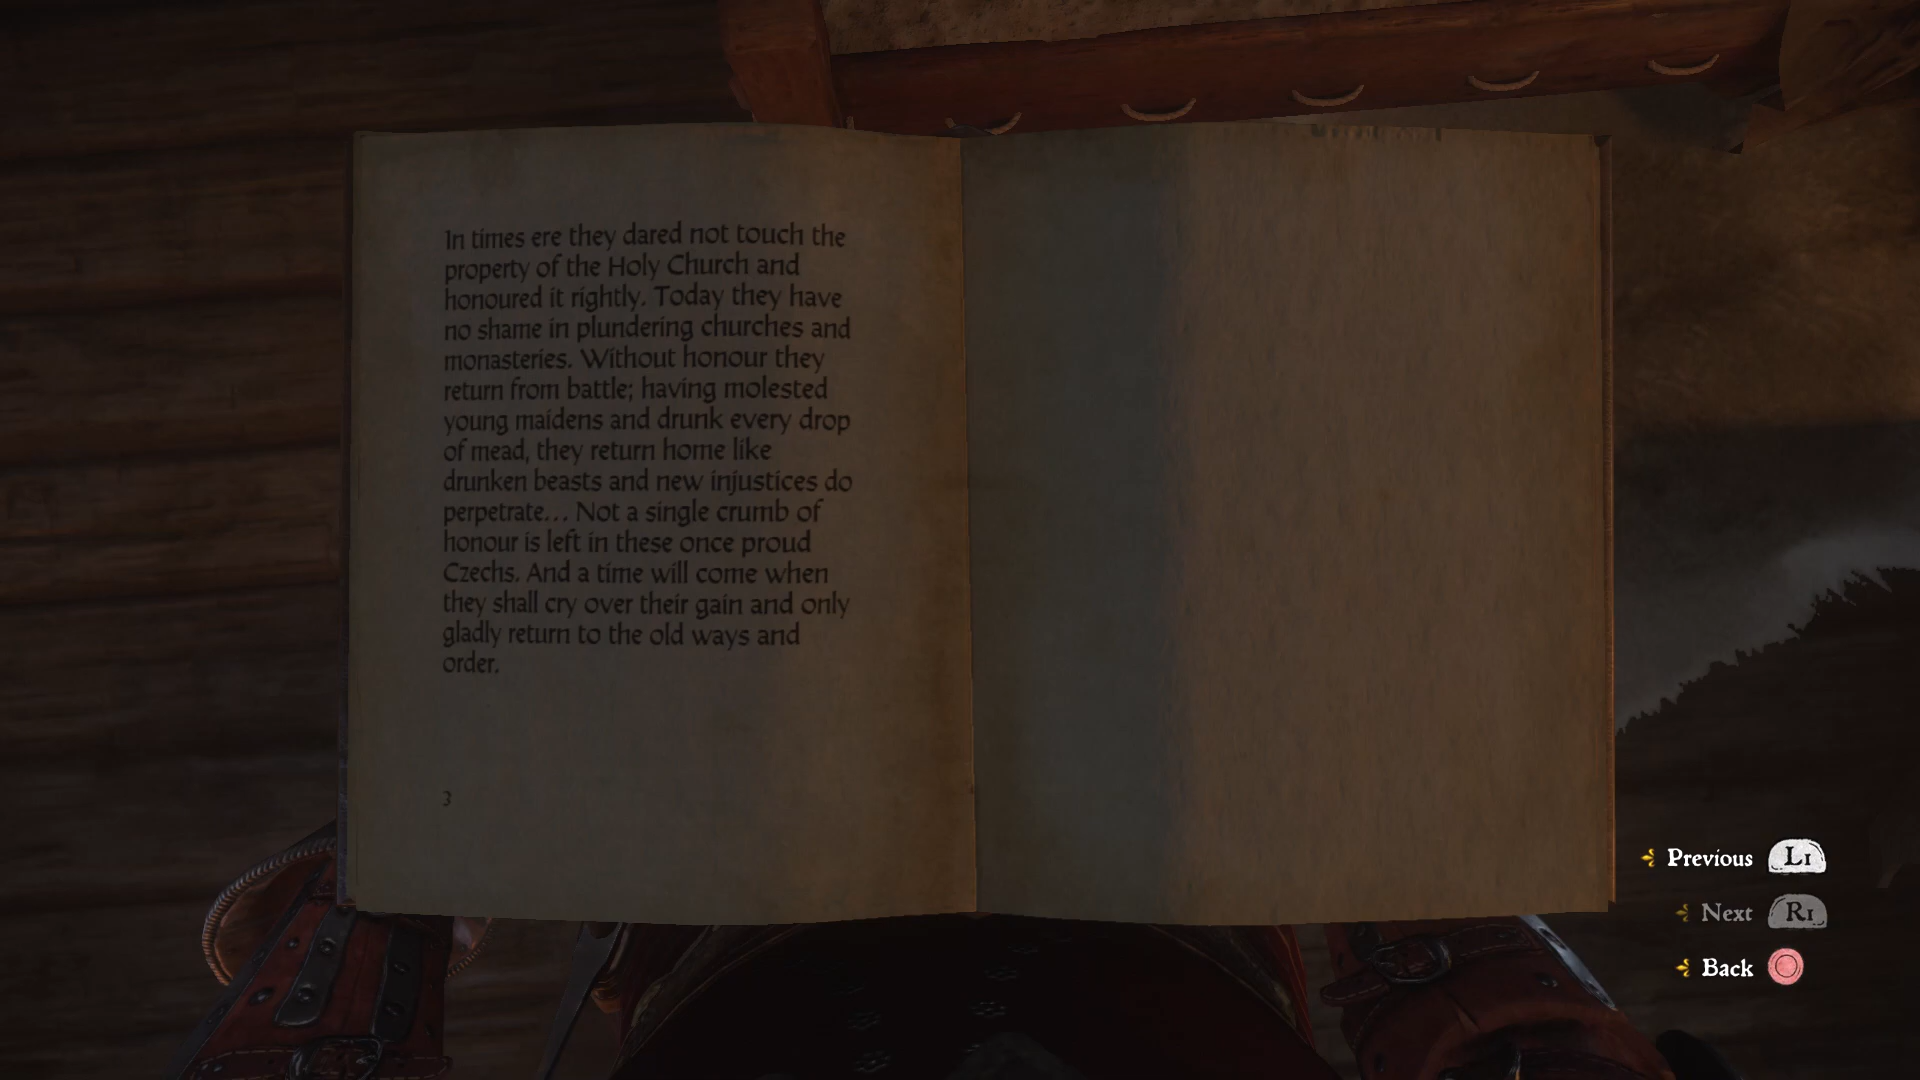 In times ere they dared not touch the
property of the Holy Church and
honoured it rightly. Today they have
no shame in plundering churches and
monasteries. Without honour they
return from battle; having molested
young maidens and drunk every drop
of mead, they return home like
drunken beasts and new injustices do
perpetrate... Not a single crumb of
honour is left in these once proud
Czechs. And a time will come when
they shall cry over their gain and only
gladly return to the old ways and
order.
3
Previous L1
Next R1
Back